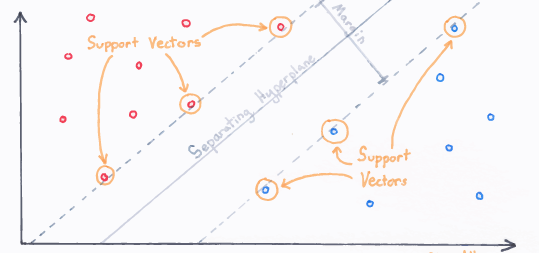 Support Vectors
Margin
Separating Hyperplane
Support
Vectors